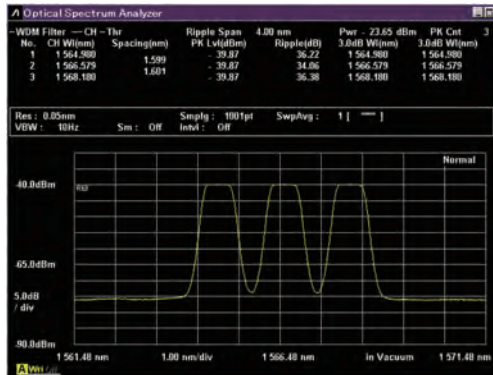 Optical Spectrum Analyzer
-WDM Filter —CH -Thr Ripple Span 4.00 nm Pwr - 23.65 dBm PK Cnt 3
No. CH Wl(nm) Spacing(nm) PK Lvl(dBm) Ripple(dB) 3.0dB Wl(nm) 3.0dB Wl(nm)
1 1 564.980 - 39.87 36.22 1 564.980 1 564.980
1.599
2 1 566.579 - 39.87 34.06 1 566.579 1 566.579
1.601
3 1 568.180 - 39.87 36.38 1 568.180 1 568.180
Res : 0.05nm Smplg : 1001pt SwpAvg : 1 [ ]
VBW : 10Hz Sm : Off Intvl : Off
Normal
-40.0dBm REF
-65.0dBm
5.0dB
/ div
-90.0dBm
1 561.48 nm 1.00 nm/div 1 566.48 nm in Vacuum 1 571.48 nm
A Wri